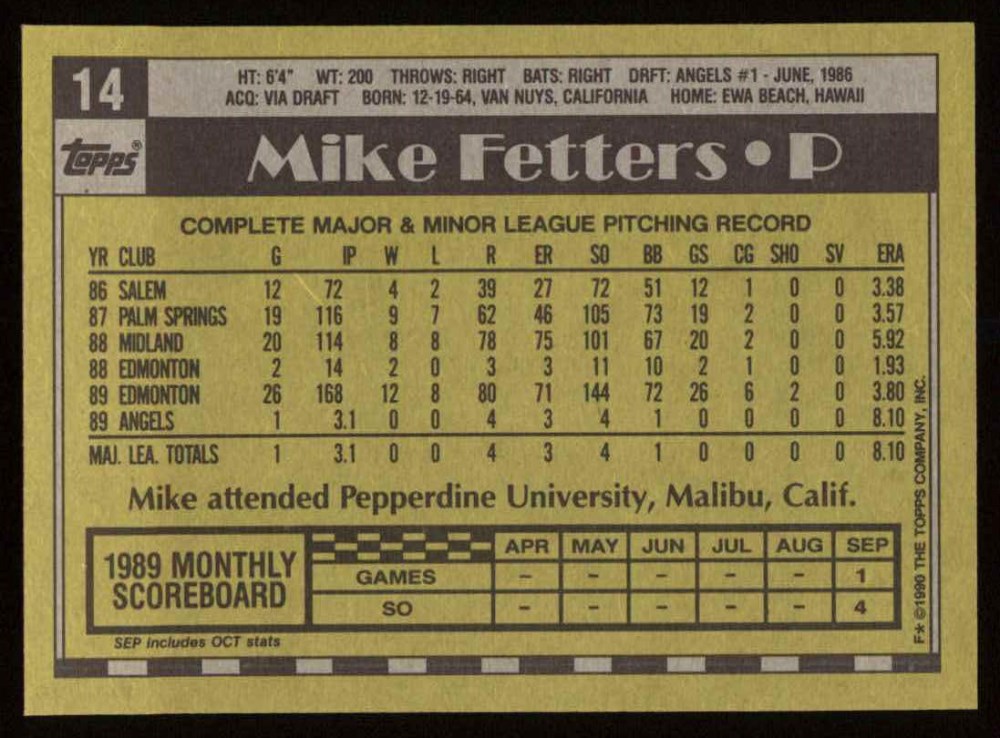 14
HT: 6'4" WT: 200 THROWS: RIGHT BATS: RIGHT DRFT: ANGELS #1 - JUNE, 1986
ACQ: VIA DRAFT BORN: 12-19-64, VAN NUYS, CALIFORNIA HOME: EWA BEACH, HAWAII
topps®
Mike Fetters • P
COMPLETE MAJOR & MINOR LEAGUE PITCHING RECORD
YR CLUB G IP W L R ER SO BB GS CG SHO SV ERA
86 SALEM 12 72 4 2 39 27 72 51 12 1 0 0 3.38
87 PALM SPRINGS 19 116 9 7 62 46 105 73 19 2 0 0 3.57
88 MIDLAND 20 114 8 8 78 75 101 67 20 2 0 0 5.92
88 EDMONTON 2 14 2 0 3 3 11 10 2 1 0 0 1.93
89 EDMONTON 26 168 12 8 80 71 144 72 26 6 2 0 3.80
89 ANGELS 1 3.1 0 0 4 3 4 1 0 0 0 0 8.10
MAJ. LEA. TOTALS 1 3.1 0 0 4 3 4 1 0 0 0 0 8.10
Mike attended Pepperdine University, Malibu, Calif.
1989 MONTHLY
SCOREBOARD
APR MAY JUN JUL AUG SEP
GAMES - - - - - 1
SO - - - - - 4
SEP includes OCT stats
F* ©1990 THE TOPPS COMPANY, INC.